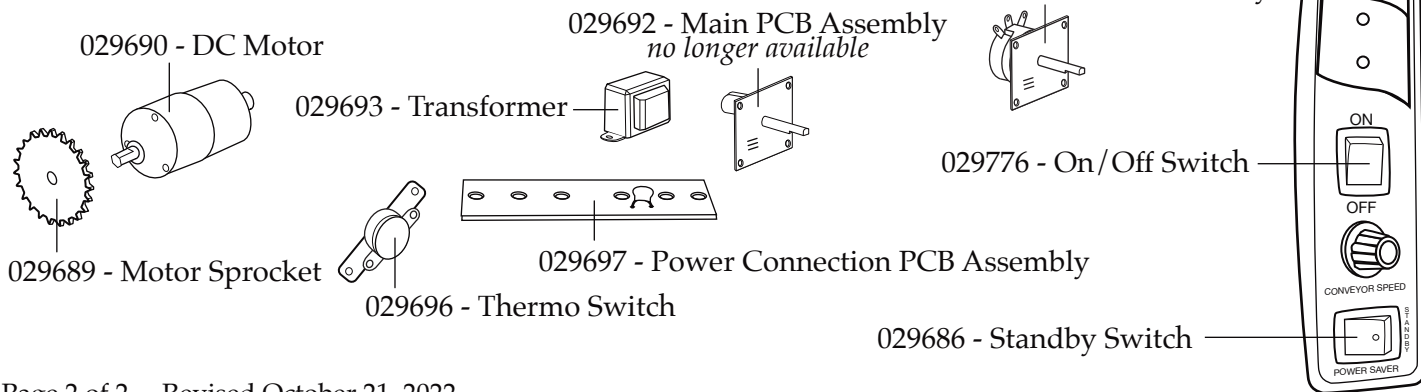 029692 - Main PCB Assembly
no longer available
029690 - DC Motor
029693 - Transformer
ON
029776 - On/Off Switch
OFF
029689 - Motor Sprocket
029697 - Power Connection PCB Assembly
CONVEYOR SPEED
029696 - Thermo Switch
029686 - Standby Switch
STANDBY
POWER SAVER
Page 2 of 2
Revised October 21, 2022